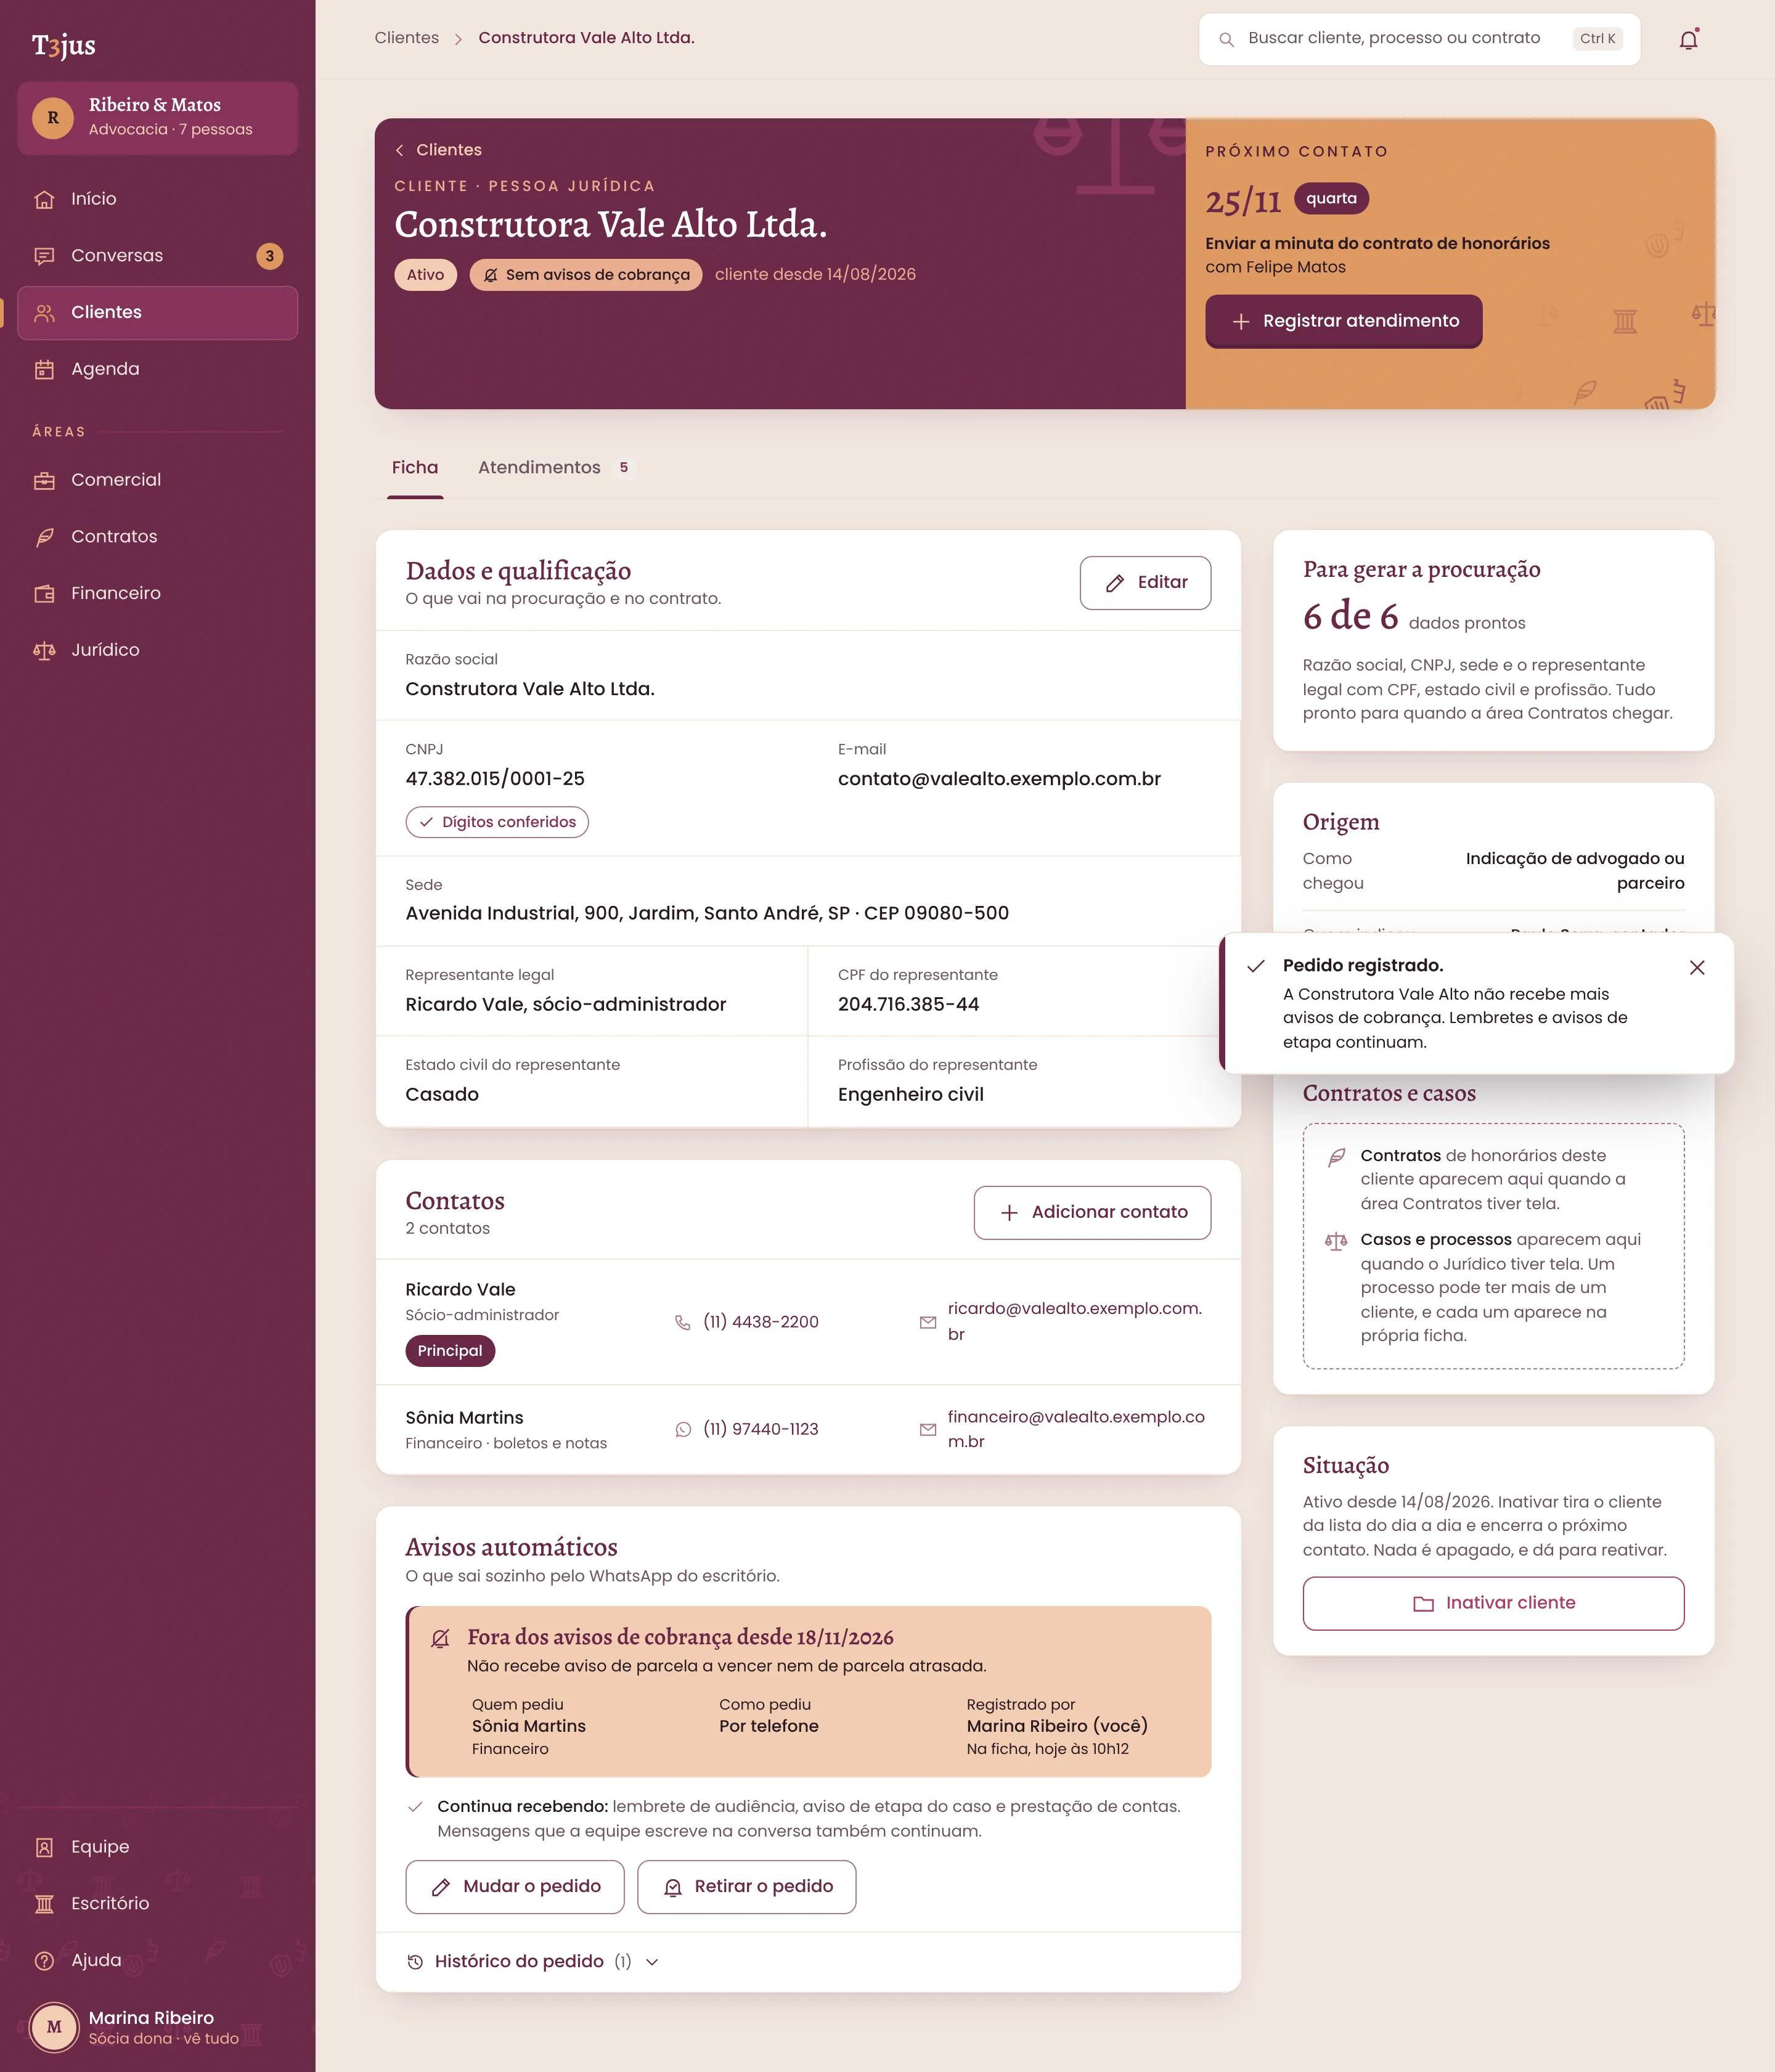 T3jus
R
Ribeiro & Matos
Advocacia · 7 pessoas
Início
Conversas
3
Clientes
Agenda
ÁREAS
Comercial
Contratos
Financeiro
Jurídico
Equipe
Escritório
Ajuda
M
Marina Ribeiro
Sócia dona · vê tudo
Clientes
Construtora Vale Alto Ltda.
Buscar cliente, processo ou contrato
Ctrl K
Clientes
CLIENTE · PESSOA JURÍDICA
Construtora Vale Alto Ltda.
Ativo
Sem avisos de cobrança
cliente desde 14/08/2026
PRÓXIMO CONTATO
25/11
quarta
Enviar a minuta do contrato de honorários
com Felipe Matos
Registrar atendimento
Ficha
Atendimentos
5
Dados e qualificação
O que vai na procuração e no contrato.
Editar
Razão social
Construtora Vale Alto Ltda.
CNPJ
47.382.015/0001-25
Dígitos conferidos
E-mail
contato@valealto.exemplo.com.br
Sede
Avenida Industrial, 900, Jardim, Santo André, SP · CEP 09080-500
Representante legal
Ricardo Vale, sócio-administrador
CPF do representante
204.716.385-44
Estado civil do representante
Casado
Profissão do representante
Engenheiro civil
Contatos
2 contatos
Adicionar contato
Ricardo Vale
Sócio-administrador
Principal
(11) 4438-2200
ricardo@valealto.exemplo.com.
br
Sônia Martins
Financeiro · boletos e notas
(11) 97440-1123
financeiro@valealto.exemplo.co
m.br
Avisos automáticos
O que sai sozinho pelo WhatsApp do escritório.
Fora dos avisos de cobrança desde 18/11/2026
Não recebe aviso de parcela a vencer nem de parcela atrasada.
Quem pediu
Sônia Martins
Financeiro
Como pediu
Por telefone
Registrado por
Marina Ribeiro (você)
Na ficha, hoje às 10h12
Continua recebendo: lembrete de audiência, aviso de etapa do caso e prestação de contas.
Mensagens que a equipe escreve na conversa também continuam.
Mudar o pedido
Retirar o pedido
Histórico do pedido (1)
Para gerar a procuração
6 de 6 dados prontos
Razão social, CNPJ, sede e o representante
legal com CPF, estado civil e profissão. Tudo
pronto para quando a área Contratos chegar.
Origem
Como
chegou
Indicação de advogado ou
parceiro
Pedido registrado.
A Construtora Vale Alto não recebe mais
avisos de cobrança. Lembretes e avisos de
etapa continuam.
Contratos e casos
Contratos de honorários deste
cliente aparecem aqui quando a
área Contratos tiver tela.
Casos e processos aparecem aqui
quando o Jurídico tiver tela. Um
processo pode ter mais de um
cliente, e cada um aparece na
própria ficha.
Situação
Ativo desde 14/08/2026. Inativar tira o cliente
da lista do dia a dia e encerra o próximo
contato. Nada é apagado, e dá para reativar.
Inativar cliente